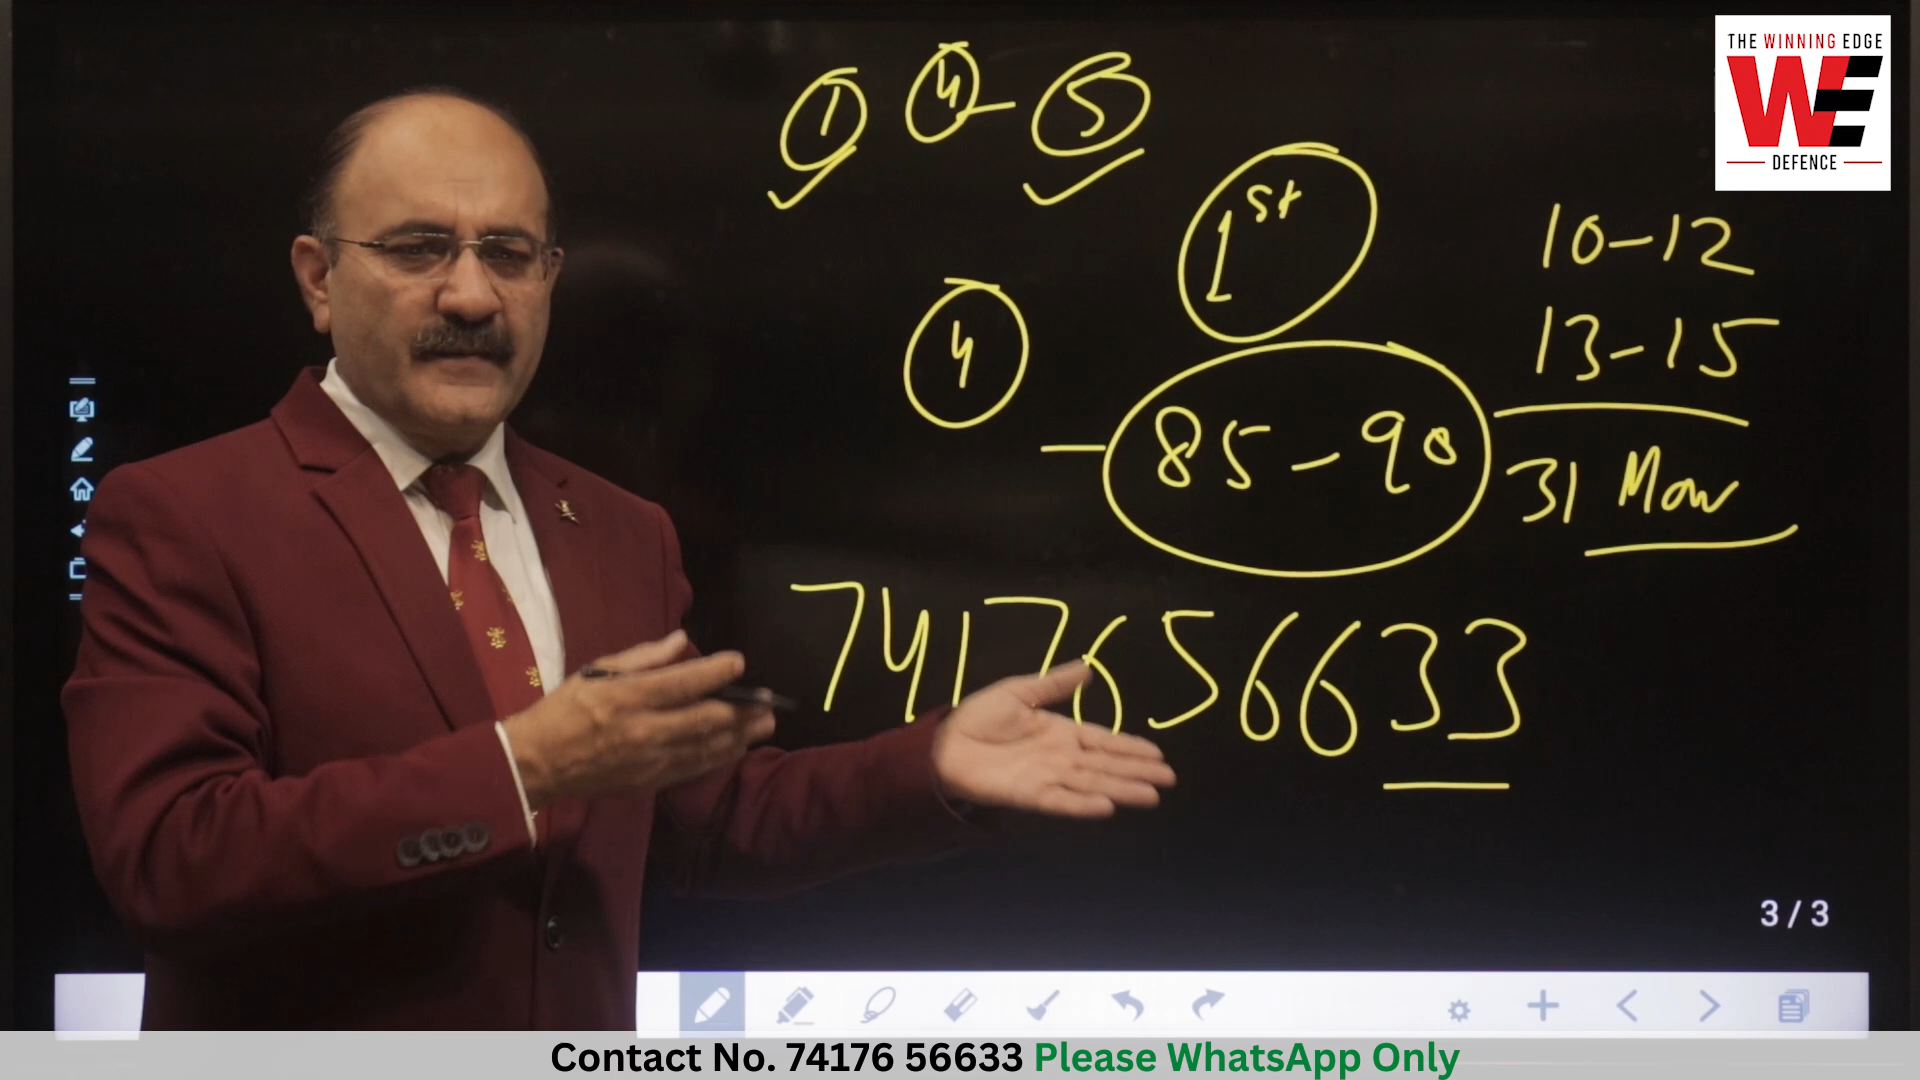 THE WINNING EDGE
WE
DEFENCE
1 4 - 5
1st
10-12
4
13-15
- 85-90
31 Mar
7417656633
3 / 3
Contact No. 74176 56633 Please WhatsApp Only